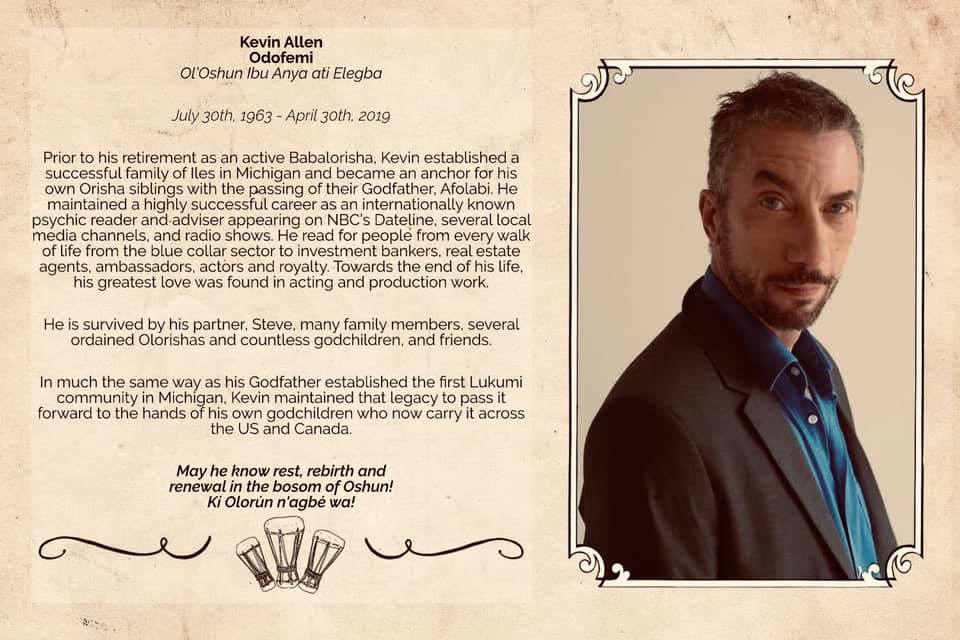 Kevin Allen
Odofemi
Ol'Oshun Ibu Anya ati Elegba
July 30th, 1963 - April 30th, 2019
Prior to his retirement as an active Babalorisha, Kevin established a
successful family of Iles in Michigan and became an anchor for his
own Orisha siblings with the passing of their Godfather, Afolabi. He
maintained a highly successful career as an internationally known
psychic reader and adviser appearing on NBC's Dateline, several local
media channels, and radio shows. He read for people from every walk
of life from the blue collar sector to investment bankers, real estate
agents, ambassadors, actors and royalty. Towards the end of his life,
his greatest love was found in acting and production work.
He is survived by his partner, Steve, many family members, several
ordained Olorishas and countless godchildren, and friends.
In much the same way as his Godfather established the first Lukumi
community in Michigan, Kevin maintained that legacy to pass it
forward to the hands of his own godchildren who now carry it across
the US and Canada.
May he know rest, rebirth and
renewal in the bosom of Oshun!
Ki Olorún n'agbé wa!